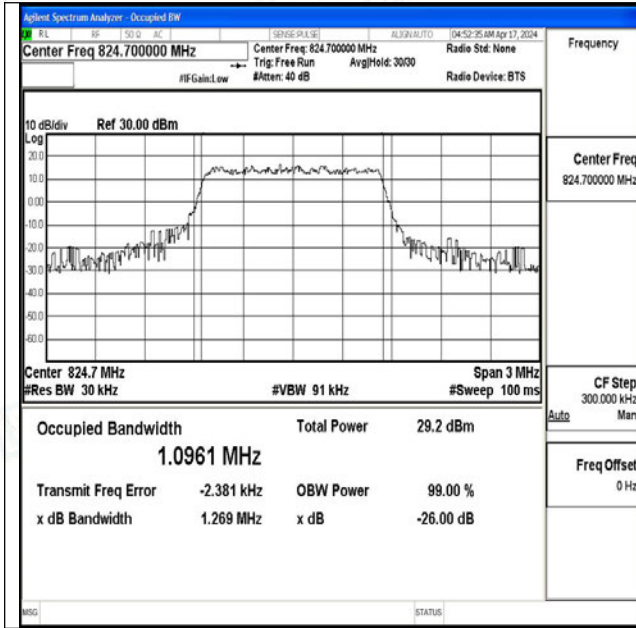 Agilent Spectrum Analyzer - Occupied BW
RL RF 50 Ω AC SENSE:PULSE ALIGNAUTO 04:52:35 AM Apr 17, 2024
Center Freq 824.700000 MHz
Center Freq: 824.700000 MHz
Radio Std: None
Trig: Free Run Avg|Hold: 30/30
#IFGain:Low #Atten: 40 dB Radio Device: BTS
Frequency
10 dB/div Ref 30.00 dBm
Log
20.0
10.0
0.00
-10.0
-20.0
-30.0
-40.0
-50.0
-60.0
Center 824.7 MHz Span 3 MHz
#Res BW 30 kHz #VBW 91 kHz #Sweep 100 ms
Occupied Bandwidth Total Power 29.2 dBm
1.0961 MHz
Transmit Freq Error -2.381 kHz OBW Power 99.00 %
x dB Bandwidth 1.269 MHz x dB -26.00 dB
Center Freq
824.700000 MHz
CF Step
300.000 kHz
Auto Man
Freq Offset
0 Hz
MSG STATUS